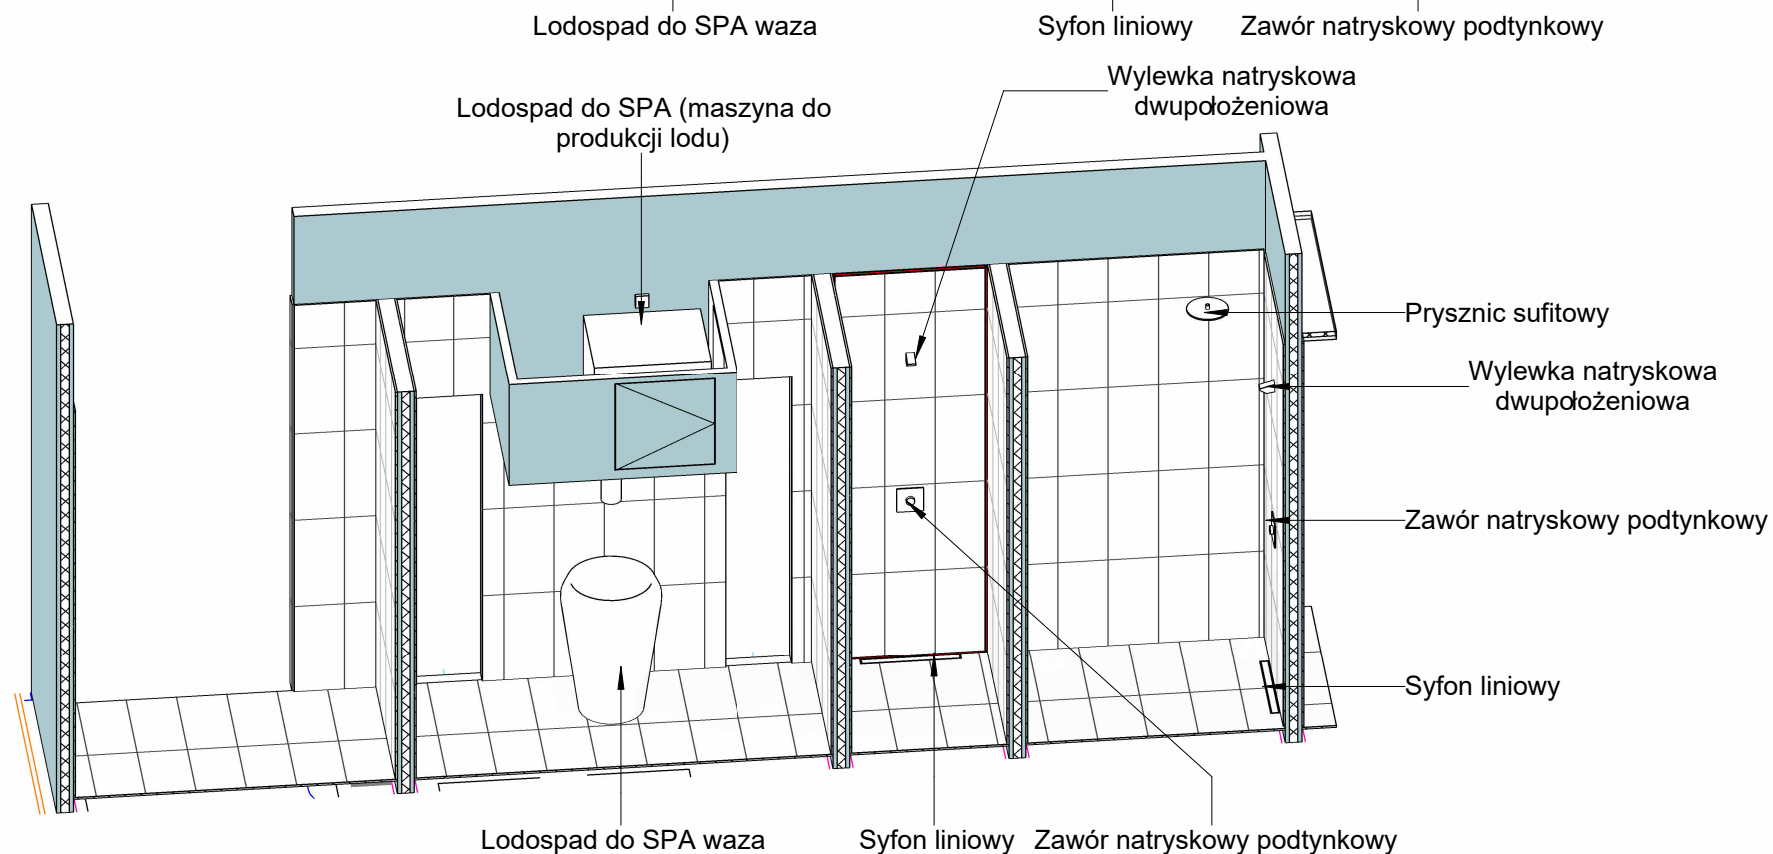 Lodospad do SPA waza
Syfon liniowy
Zawór natryskowy podtynkowy
Wylewka natryskowa
dwupołożeniowa
Lodospad do SPA (maszyna do
produkcji lodu)
Prysznic sufitowy
Wylewka natryskowa
dwupołożeniowa
Zawór natryskowy podtynkowy
Syfon liniowy
Lodospad do SPA waza
Syfon liniowy
Zawór natryskowy podtynkowy